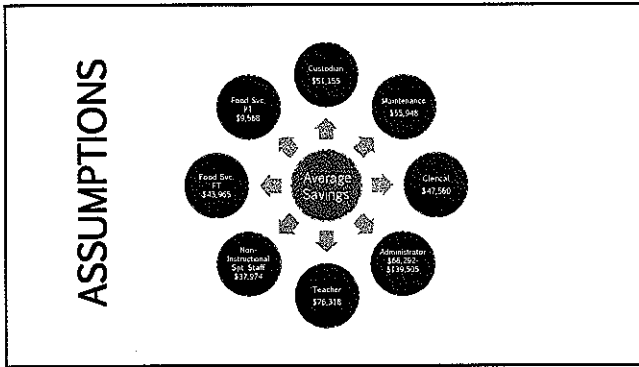 ASSUMPTIONS
Average
Savings
Custodian
$51,155
Maintenance
$55,948
Clerical
$47,560
Administrator
$68,292-
$139,505
Teacher
$76,318
Non-
Instructional
Spt Staff
$37,974
Food Svc.
FT
$43,965
Food Svc.
PT
$9,568